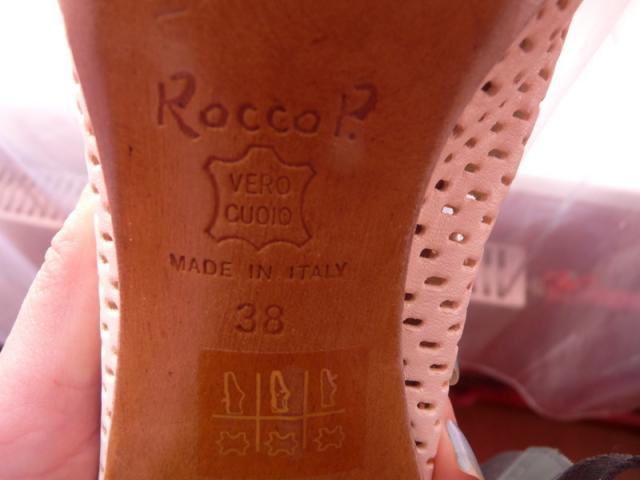 Rocco P.
VERO
CUOIO
MADE IN ITALY
38